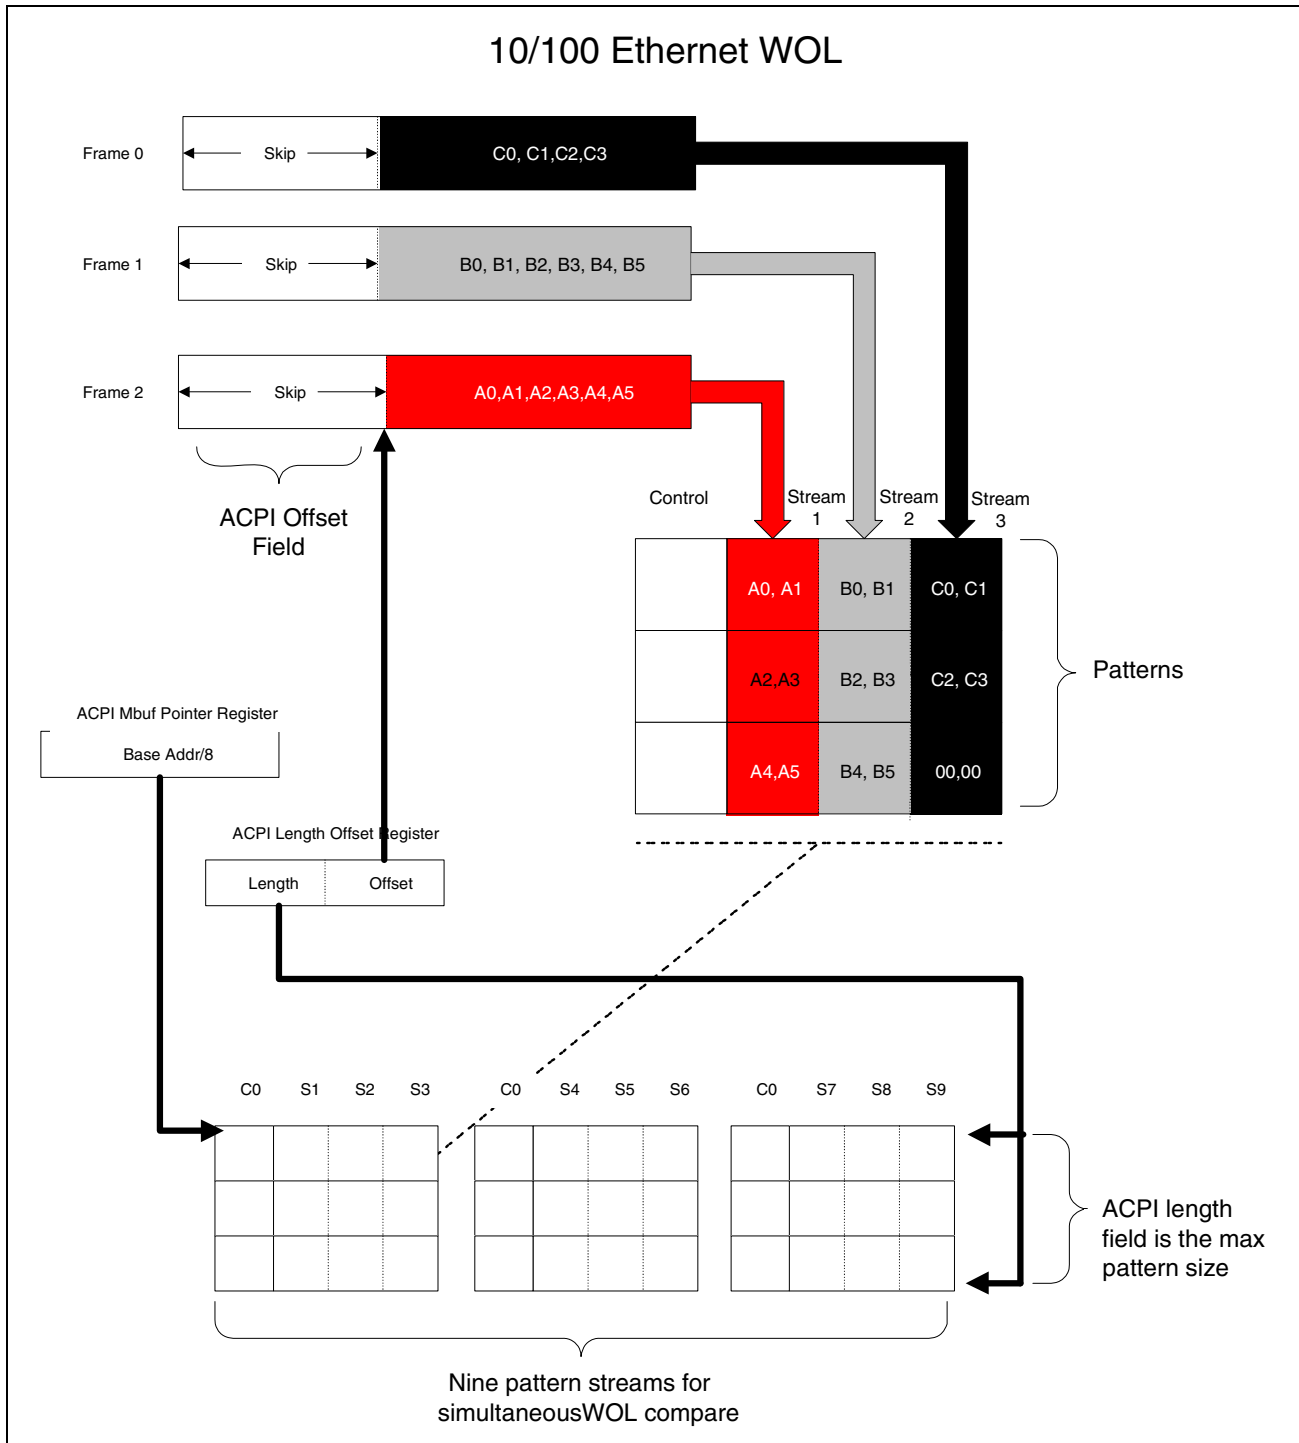 10/100 Ethernet WOL
Frame 0
Skip
C0, C1,C2,C3
Frame 1
Skip
B0, B1, B2, B3, B4, B5
Frame 2
Skip
A0,A1,A2,A3,A4,A5
ACPI Offset
Field
Control
Stream
1
Stream
2
Stream
3
A0, A1
B0, B1
C0, C1
A2,A3
B2, B3
C2, C3
A4,A5
B4, B5
00,00
Patterns
ACPI Mbuf Pointer Register
Base Addr/8
ACPI Length Offset Register
Length
Offset
C0
S1
S2
S3
C0
S4
S5
S6
C0
S7
S8
S9
ACPI length
field is the max
pattern size
Nine pattern streams for
simultaneousWOL compare